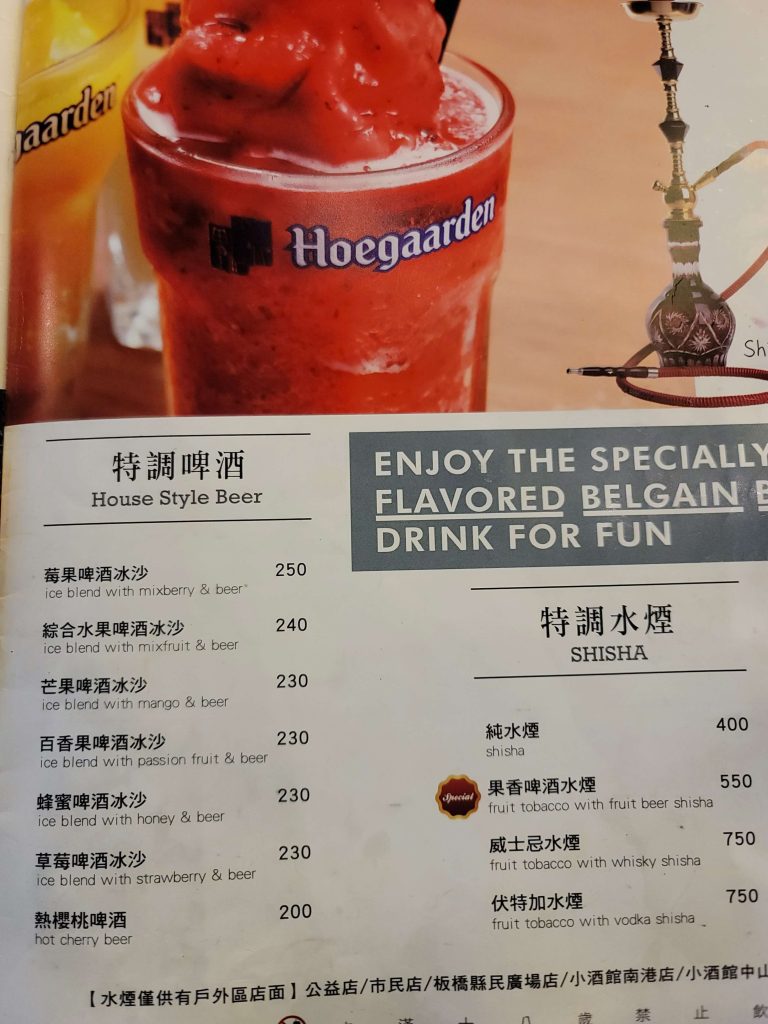 gaarden
Hoegaarden
特調啤酒
House Style Beer
莓果啤酒冰沙 250
ice blend with mixberry & beer
綜合水果啤酒冰沙 240
ice blend with mixfruit & beer
芒果啤酒冰沙 230
ice blend with mango & beer
百香果啤酒冰沙 230
ice blend with passion fruit & beer
蜂蜜啤酒冰沙 230
ice blend with honey & beer
草莓啤酒冰沙 230
ice blend with strawberry & beer
熱櫻桃啤酒 200
hot cherry beer
ENJOY THE SPECIALLY
FLAVORED BELGAIN
DRINK FOR FUN
特調水煙
SHISHA
純水煙 400
shisha
Special
果香啤酒水煙 550
fruit tobacco with fruit beer shisha
威士忌水煙 750
fruit tobacco with whisky shisha
伏特加水煙 750
fruit tobacco with vodka shisha
【水煙僅供有戶外區店面】公益店/市民店/板橋縣民廣場店/小酒館南港店/小酒館中山
滿十八歲禁止飲